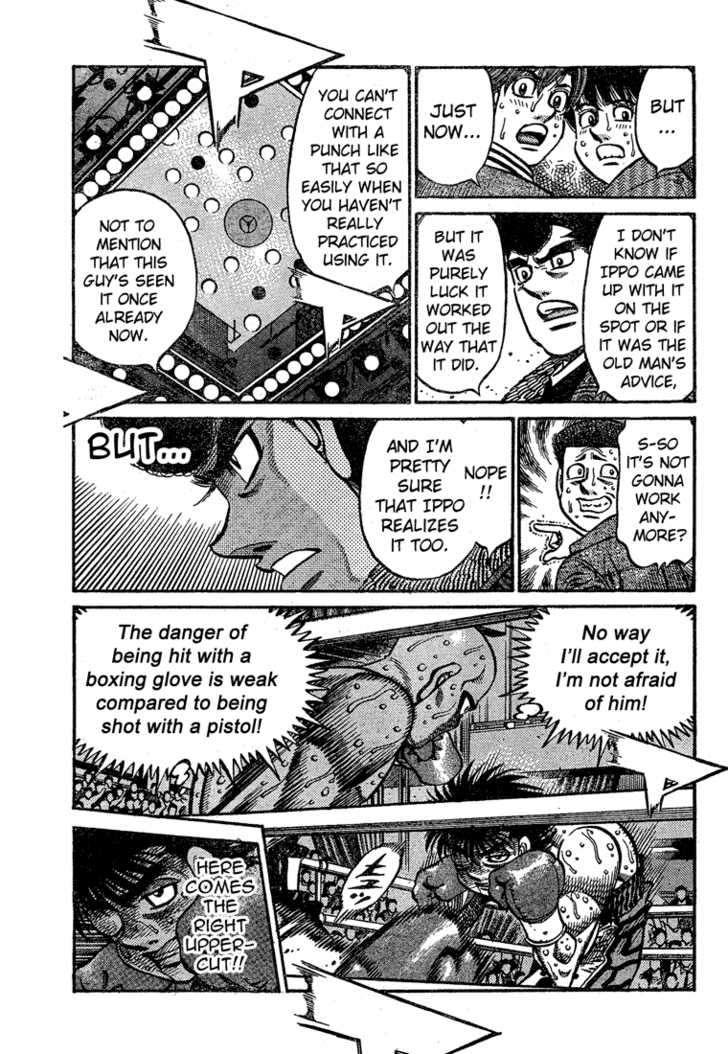 BUT
...
JUST
NOW...
YOU CAN'T
CONNECT
WITH A
PUNCH LIKE
THAT SO
EASILY WHEN
YOU HAVEN'T
REALLY
PRACTICED
USING IT.
NOT TO
MENTION
THAT THIS
GUY'S SEEN
IT ONCE
ALREADY
NOW.
I DON'T
KNOW IF
IPPO CAME
UP WITH IT
ON THE
SPOT OR IF
IT WAS THE
OLD MAN'S
ADVICE,
BUT IT
WAS
PURELY
LUCK IT
WORKED
OUT THE
WAY THAT
IT DID.
S-SO
IT'S NOT
GONNA
WORK
ANY-
MORE?
NOPE
!!
AND I'M
PRETTY
SURE
THAT IPPO
REALIZES
IT TOO.
BUT...
No way
I'll accept it,
I'm not afraid
of him!
The danger of
being hit with a
boxing glove is weak
compared to being
shot with a pistol!
HERE
COMES
THE
RIGHT
UPPER-
CUT!!